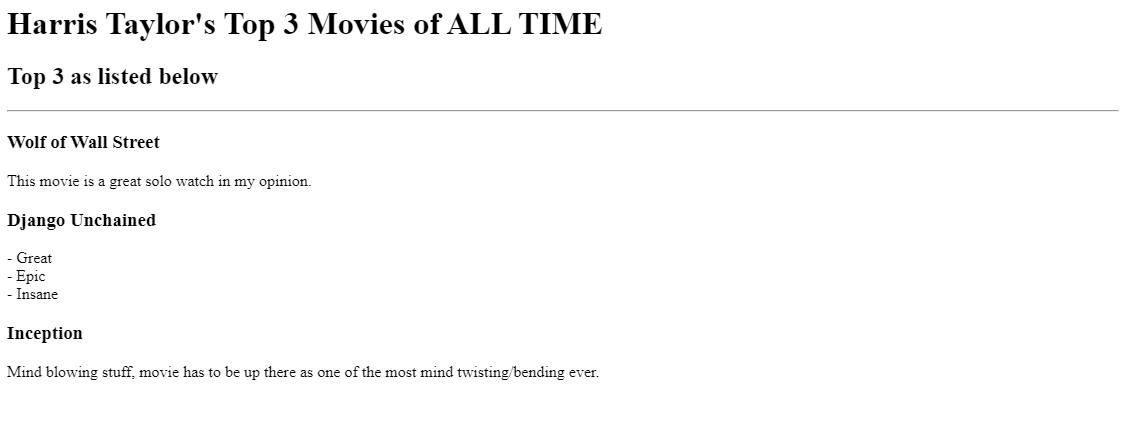 Harris Taylor's Top 3 Movies of ALL TIME
Top 3 as listed below
Wolf of Wall Street
This movie is a great solo watch in my opinion.
Django Unchained
- Great
- Epic
- Insane
Inception
Mind blowing stuff, movie has to be up there as one of the most mind twisting/bending ever.